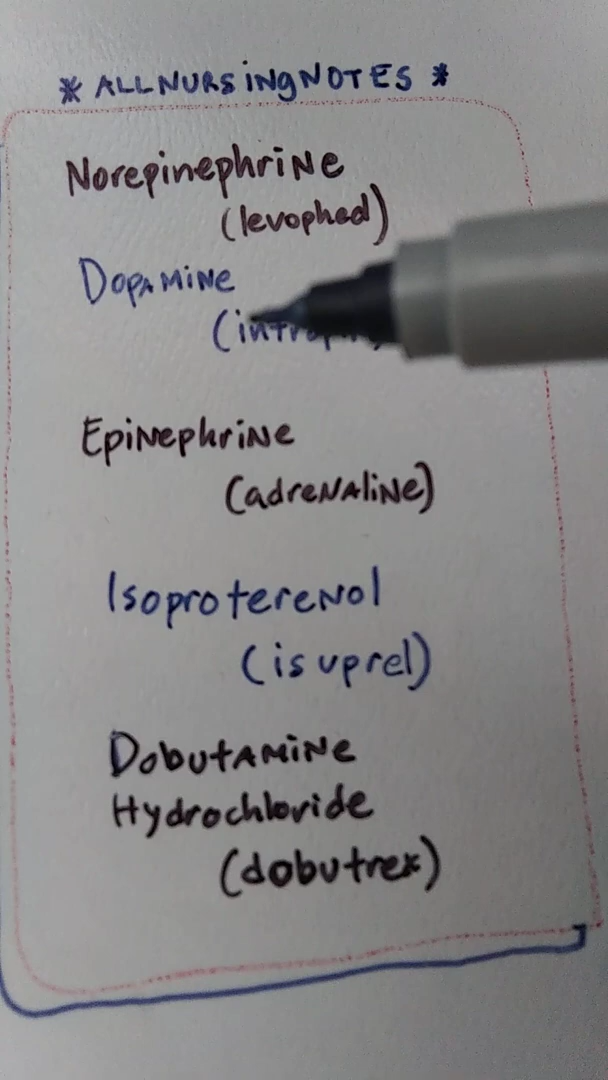 * ALLNURSINGNOTES *
Norepinephrine
(levophed)
Dopamine
Epinephrine
(adrenaline)
Isoproterenol
(isuprel)
Dobutamine
Hydrochloride
(dobutrex)